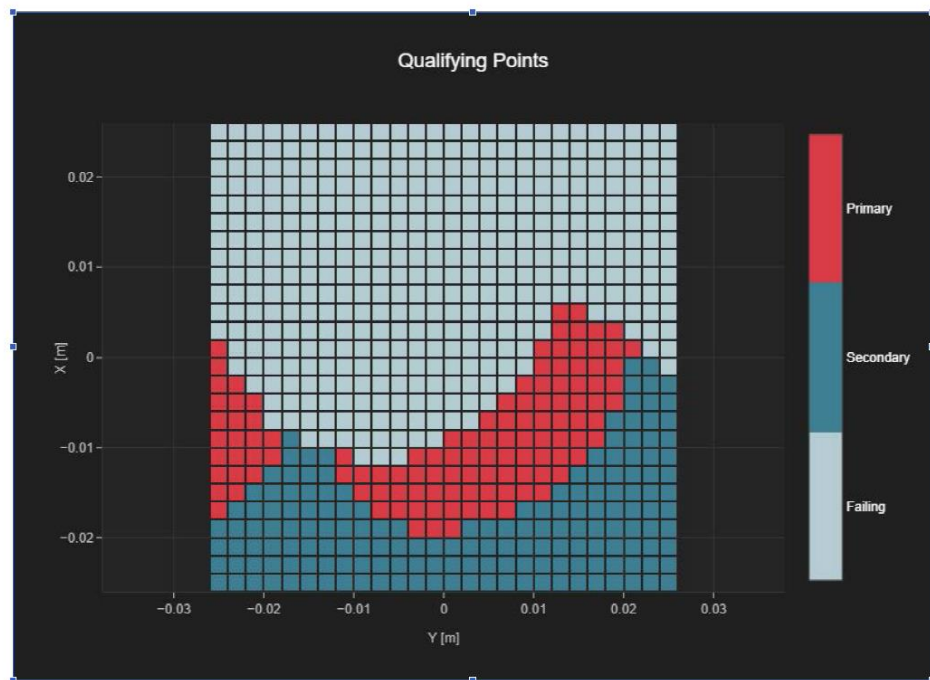 Qualifying Points
0.02
0.01
0
−0.01
−0.02
X [m]
−0.03
−0.02
−0.01
0
0.01
0.02
0.03
Y [m]
Primary
Secondary
Failing